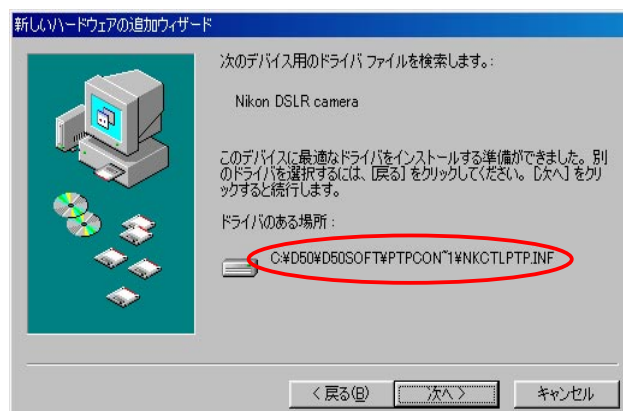 新しいハードウェアの追加ウィザード
次のデバイス用のドライバ ファイルを検索します。:
Nikon DSLR camera
このデバイスに最適なドライバをインストールする準備ができました。別
のドライバを選択するには、[戻る] をクリックしてください。[次へ] をクリ
ックすると続行します。
ドライバのある場所:
C:¥D50¥D50SOFT¥PTPCON~1¥NKCTLPTP.INF
< 戻る(B)
次へ >
キャンセル